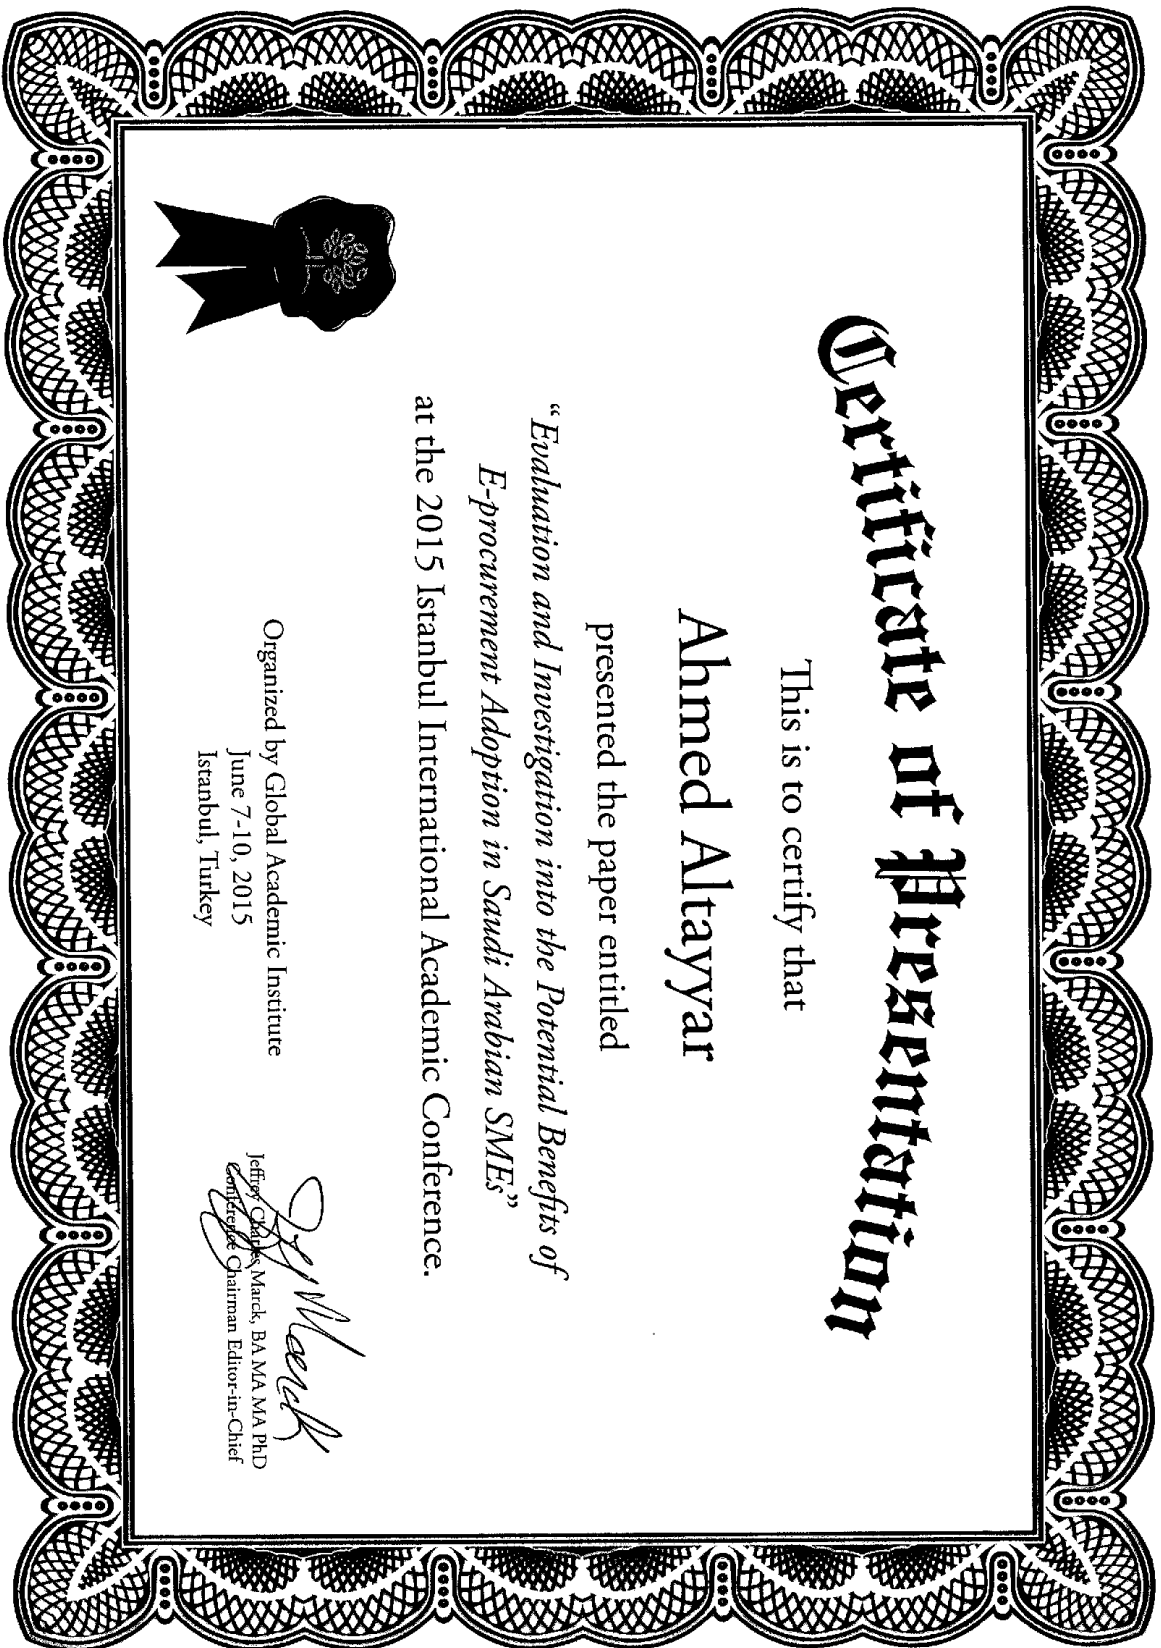 Certificate of Presentation
This is to certify that
Ahmed Altayyar
presented the paper entitled
“Evaluation and Investigation into the Potential Benefits of
E-procurement Adoption in Saudi Arabian SMEs”
at the 2015 Istanbul International Academic Conference.
Organized by Global Academic Institute
June 7-10, 2015
Istanbul, Turkey
Jeffrey Charles Marck, BA MA MA PhD
Conference Chairman Editor-in-Chief